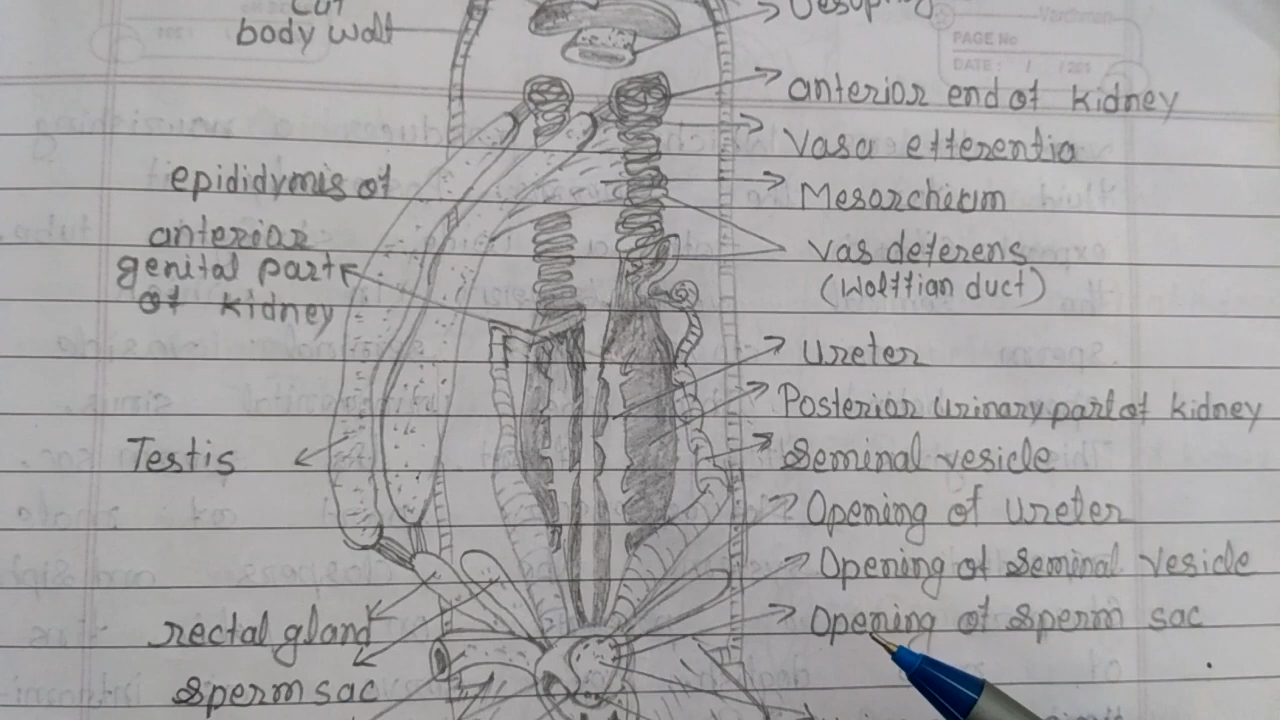 Cut
body wall
epididymis of
anterior
genital part
of kidney
Testis
rectal gland
sperm sac
PAGE No
DATE:
anterior end of kidney
Vasa efferentia
Mesorchium
Vas deferens
(Wolffian duct)
Ureter
Posterior urinary part of kidney
Seminal vesicle
Opening of Ureter
Opening of Seminal Vesicle
Opening of sperm sac